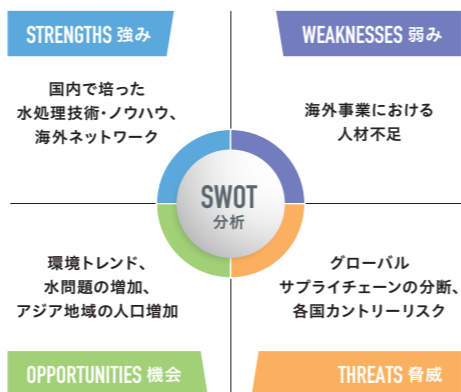 STRENGTHS 強み
国内で培った
水処理技術・ノウハウ、
海外ネットワーク
WEAKNESSES 弱み
海外事業における
人材不足
SWOT
分析
環境トレンド、
水問題の増加、
アジア地域の人口増加
OPPORTUNITIES 機会
グローバル
サプライチェーンの分断、
各国カントリーリスク
THREATS 脅威